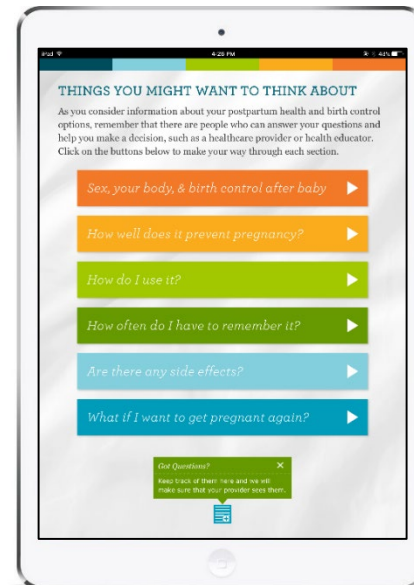 iPad
4:26 PM
44%
THINGS YOU MIGHT WANT TO THINK ABOUT
As you consider information about your postpartum health and birth control
options, remember that there are people who can answer your questions and
help you make a decision, such as a healthcare provider or health educator.
Click on the buttons below to make your way through each section.
Sex, your body, & birth control after baby
How well does it prevent pregnancy?
How do I use it?
How often do I have to remember it?
Are there any side effects?
What if I want to get pregnant again?
Got Questions?
Keep track of them here and we will
make sure that your provider sees them.